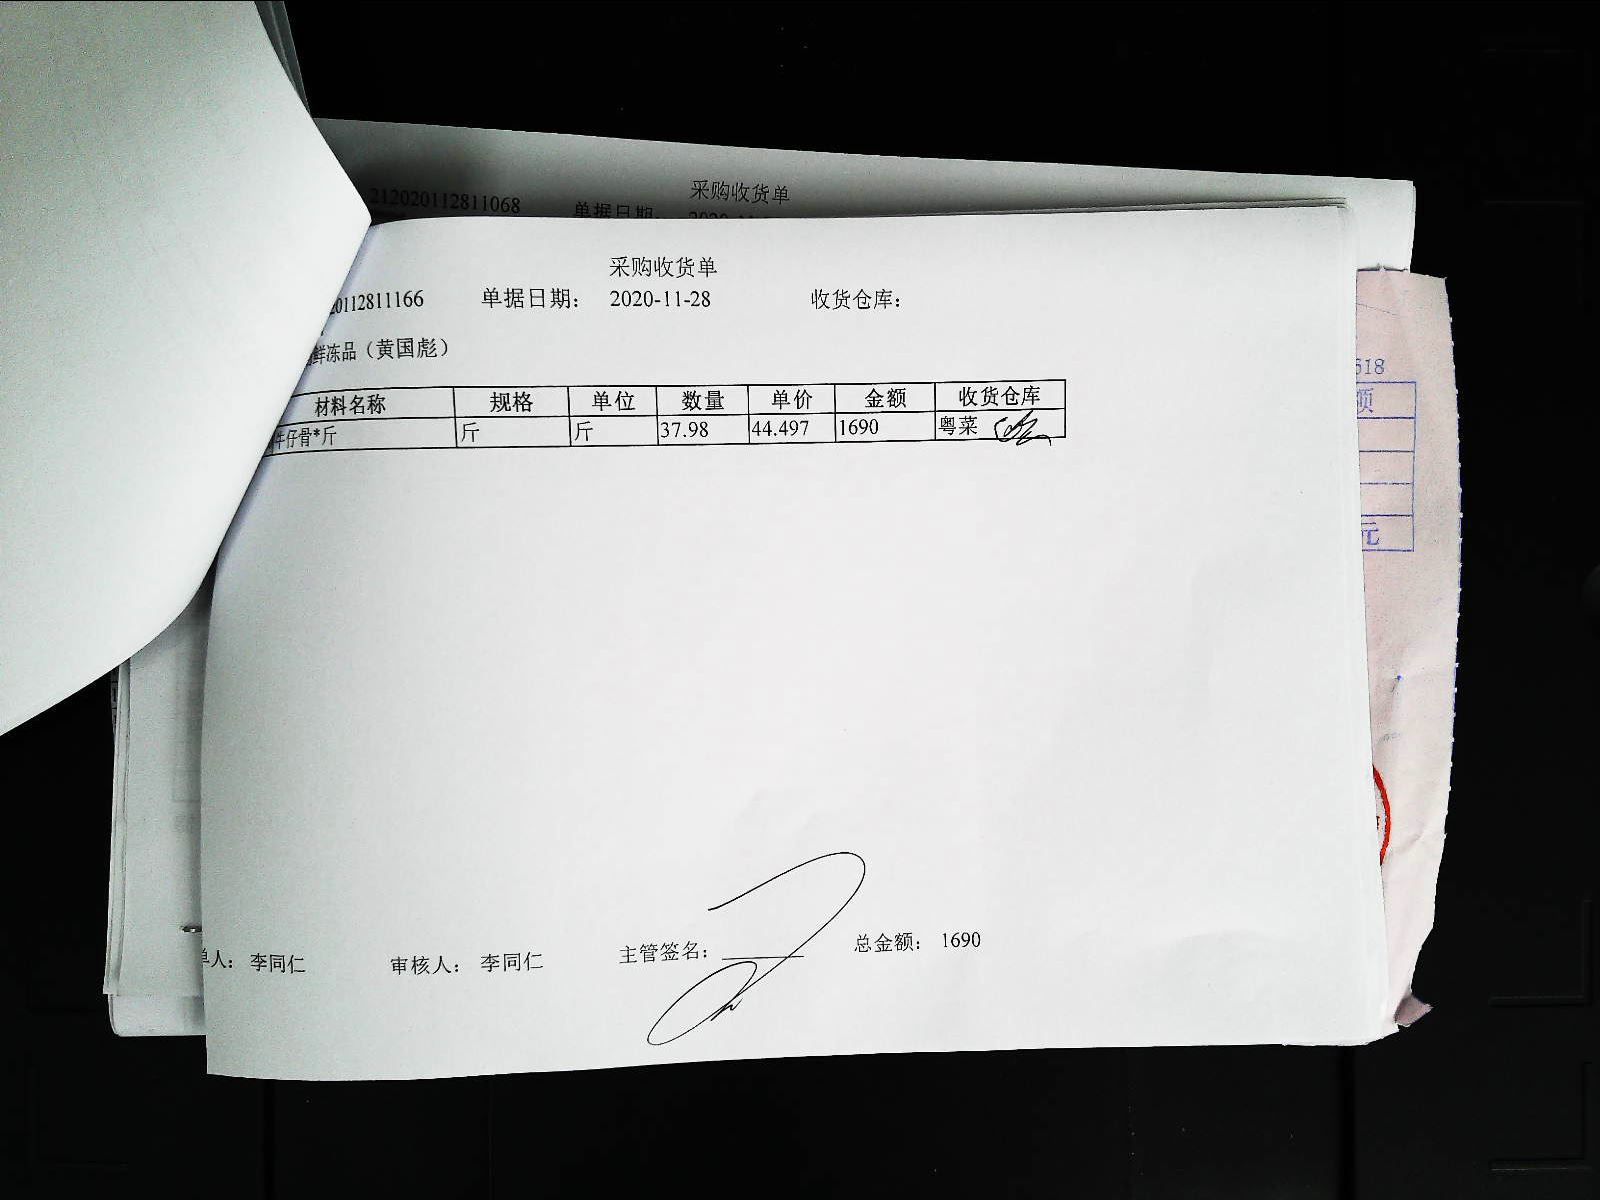 采购收货单
212020112811068 单据日期:
采购收货单
20112811166 单据日期: 2020-11-28 收货仓库:
鲜冻品（黄国彪）
材料名称 规格 单位 数量 单价 金额 收货仓库
牛仔骨*斤 斤 斤 37.98 44.497 1690 粤菜
单人: 李同仁 审核人: 李同仁 主管签名: 总金额: 1690
518
额
元